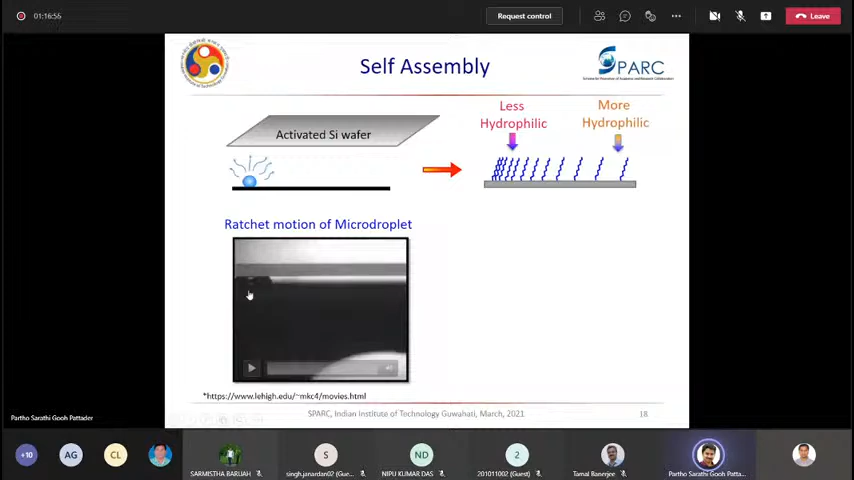 01:16:55
Request control
Leave
Self Assembly
SPARC
Activated Si wafer
Less
Hydrophilic
More
Hydrophilic
Ratchet motion of Microdroplet
*https://www.lehigh.edu/~mkc4/movies.html
SPARC, Indian Institute of Technology Guwahati, March, 2021
18
Partho Sarathi Gooh Pattader
+10
AG
CL
SARMISTHA BARUAH
S
singh.janardan02 (Gue...
ND
NIPU KUMAR DAS
2
201011002 (Guest)
Tamal Banerjee
Partho Sarathi Gooh Patta...